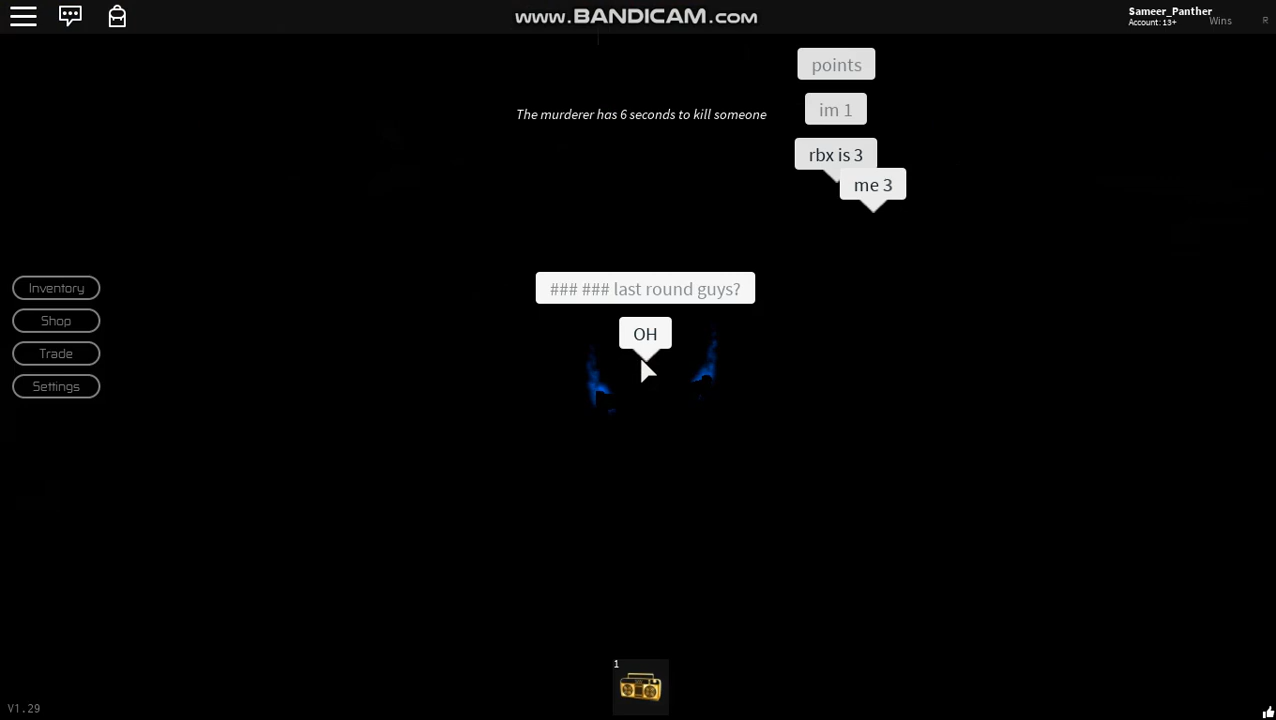 www.BANDICAM.com
Sameer_Panther
Account: 13+
Wins
R
points
The murderer has 6 seconds to kill someone
im 1
rbx is 3
me 3
Inventory
### ### last round guys?
Shop
OH
Trade
Settings
1
V1.29